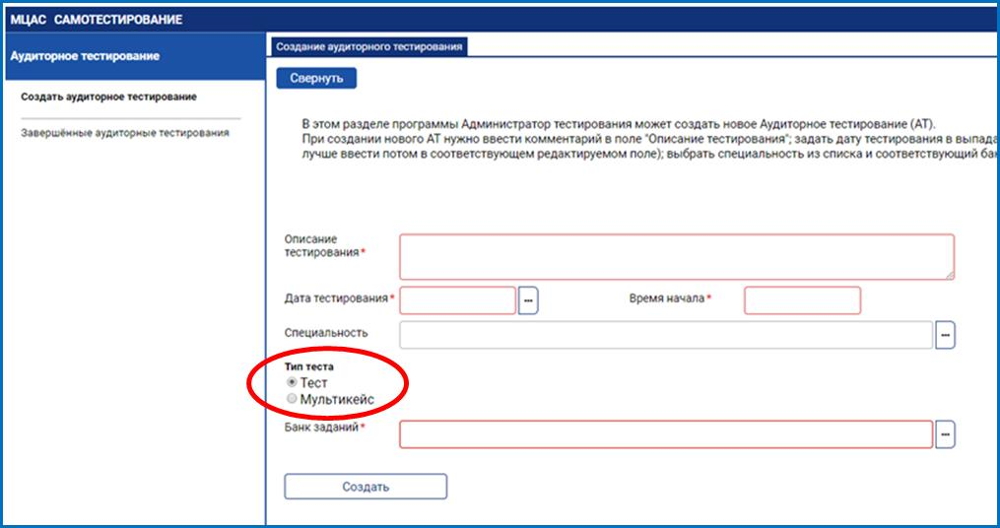 МЦАС САМОТЕСТИРОВАНИЕ
Аудиторное тестирование
Создать аудиторное тестирование
Завершённые аудиторные тестирования
Создание аудиторного тестирования
Свернуть
В этом разделе программы Администратор тестирования может создать новое Аудиторное тестирование (АТ).
При создании нового АТ нужно ввести комментарий в поле "Описание тестирования"; задать дату тестирования в выпада
лучше ввести потом в соответствующем редактируемом поле); выбрать специальность из списка и соответствующий бан
Описание
тестирования*
Дата тестирования* ... Время начала*
Специальность ...
Тип теста
Тест
Мультикейс
Банк заданий* ...
Создать